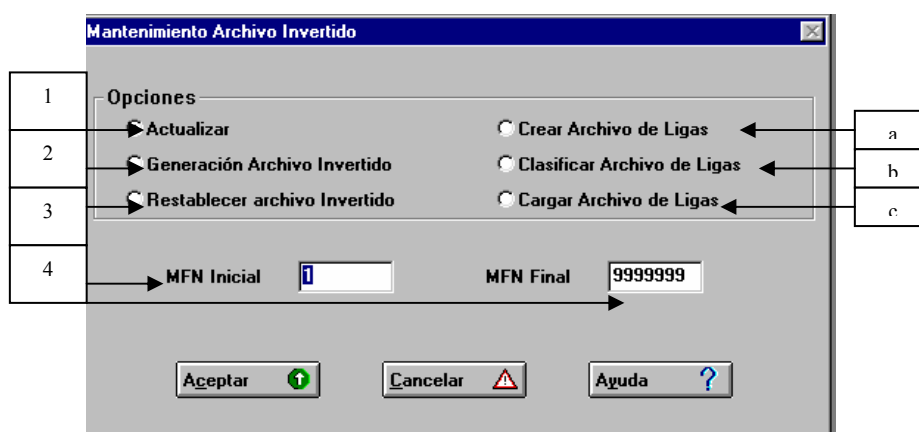 Mantenimiento Archivo Invertido
Opciones
1
Actualizar
Crear Archivo de Ligas
a
2
Generación Archivo Invertido
Clasificar Archivo de Ligas
b
3
Restablecer archivo Invertido
Cargar Archivo de Ligas
c
4
MFN Inicial 1
MFN Final 9999999
Aceptar
Cancelar
Ayuda ?